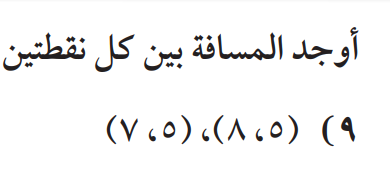 أوجد المسافة بين كل نقطتين
٩) (٥، ٨)، (٥، ٧)